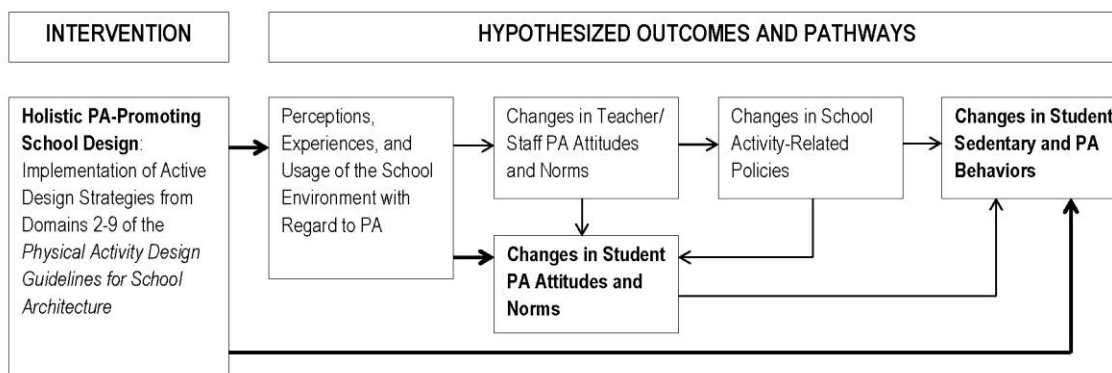 INTERVENTION
HYPOTHESIZED OUTCOMES AND PATHWAYS
Holistic PA-Promoting
School Design:
Implementation of Active
Design Strategies from
Domains 2-9 of the
Physical Activity Design
Guidelines for School
Architecture
Perceptions,
Experiences, and
Usage of the School
Environment with
Regard to PA
Changes in Teacher/
Staff PA Attitudes
and Norms
Changes in School
Activity-Related
Policies
Changes in Student
Sedentary and PA
Behaviors
Changes in Student
PA Attitudes and
Norms